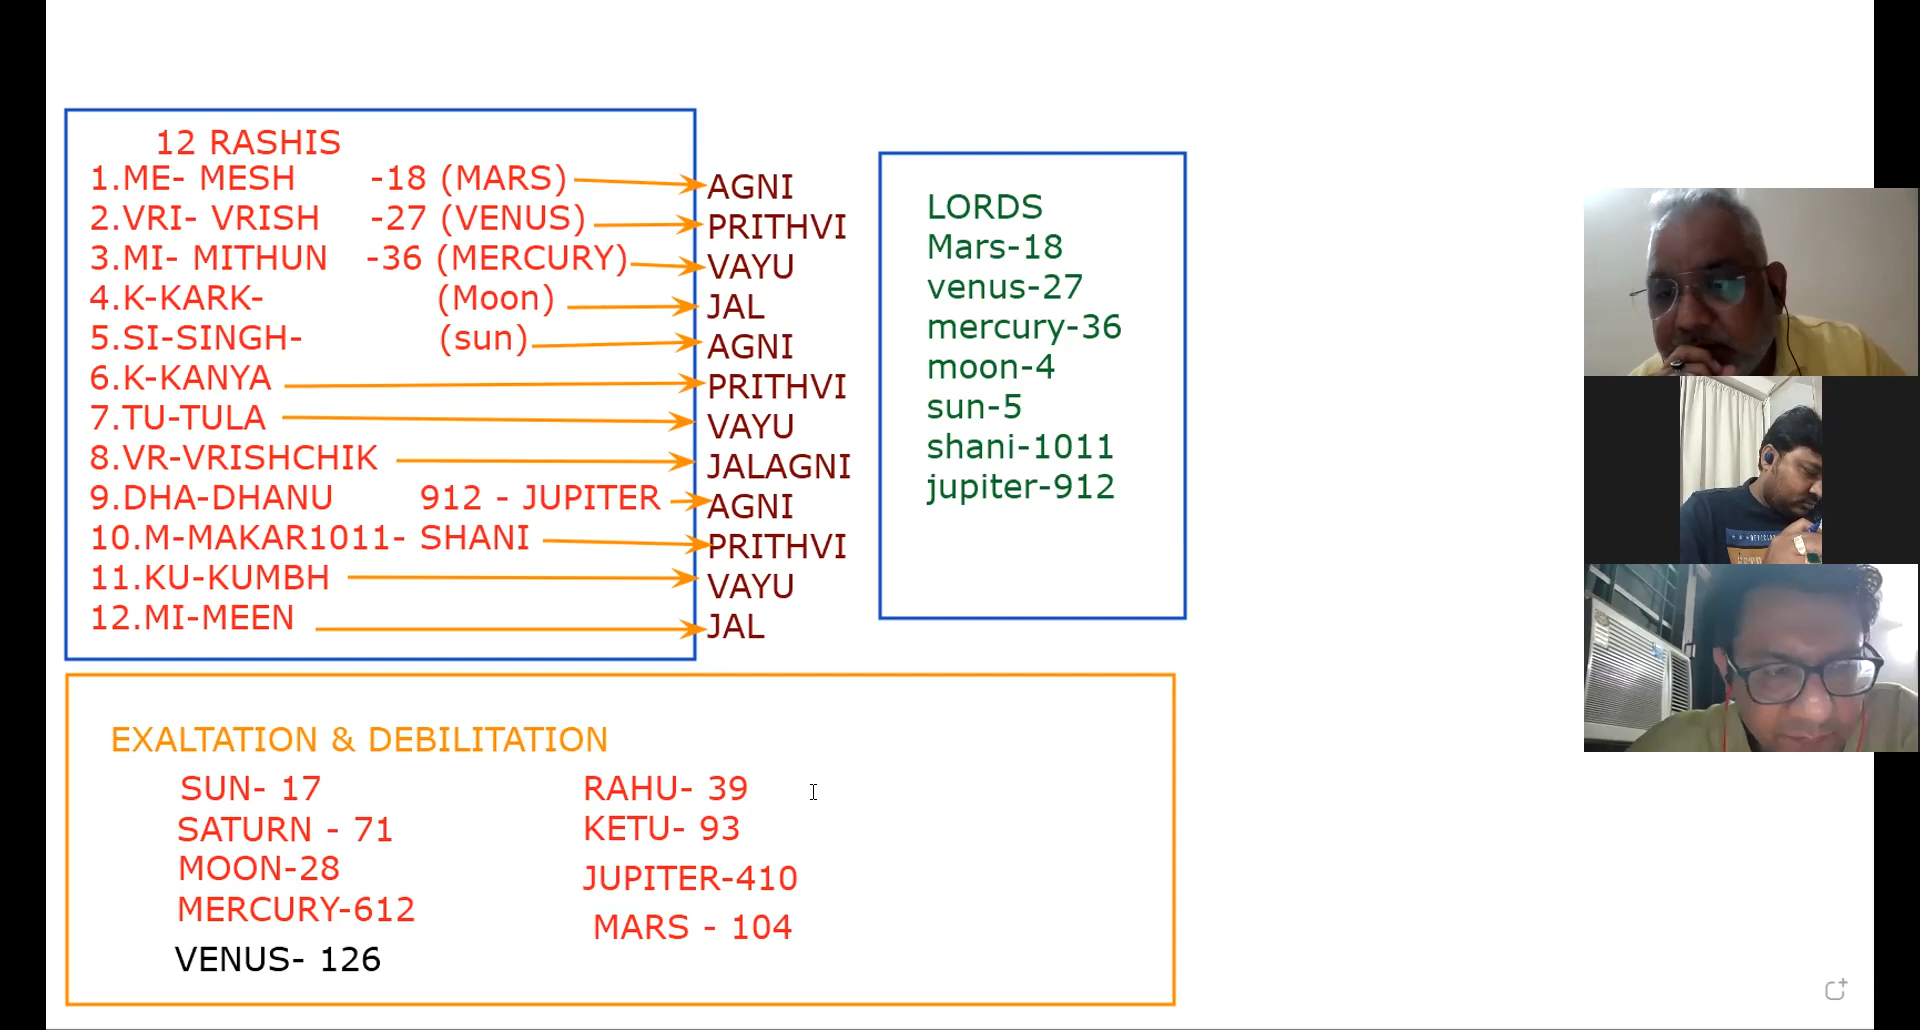 12 RASHIS
1.ME- MESH -18 (MARS)
2.VRI- VRISH -27 (VENUS)
3.MI- MITHUN -36 (MERCURY)
4.K-KARK- (Moon)
5.SI-SINGH- (sun)
6.K-KANYA
7.TU-TULA
8.VR-VRISHCHIK
9.DHA-DHANU 912 - JUPITER
10.M-MAKAR1011- SHANI
11.KU-KUMBH
12.MI-MEEN
AGNI
PRITHVI
VAYU
JAL
AGNI
PRITHVI
VAYU
JALAGNI
AGNI
PRITHVI
VAYU
JAL
LORDS
Mars-18
venus-27
mercury-36
moon-4
sun-5
shani-1011
jupiter-912
EXALTATION & DEBILITATION
SUN- 17
SATURN - 71
MOON-28
MERCURY-612
VENUS- 126
RAHU- 39
KETU- 93
JUPITER-410
MARS - 104